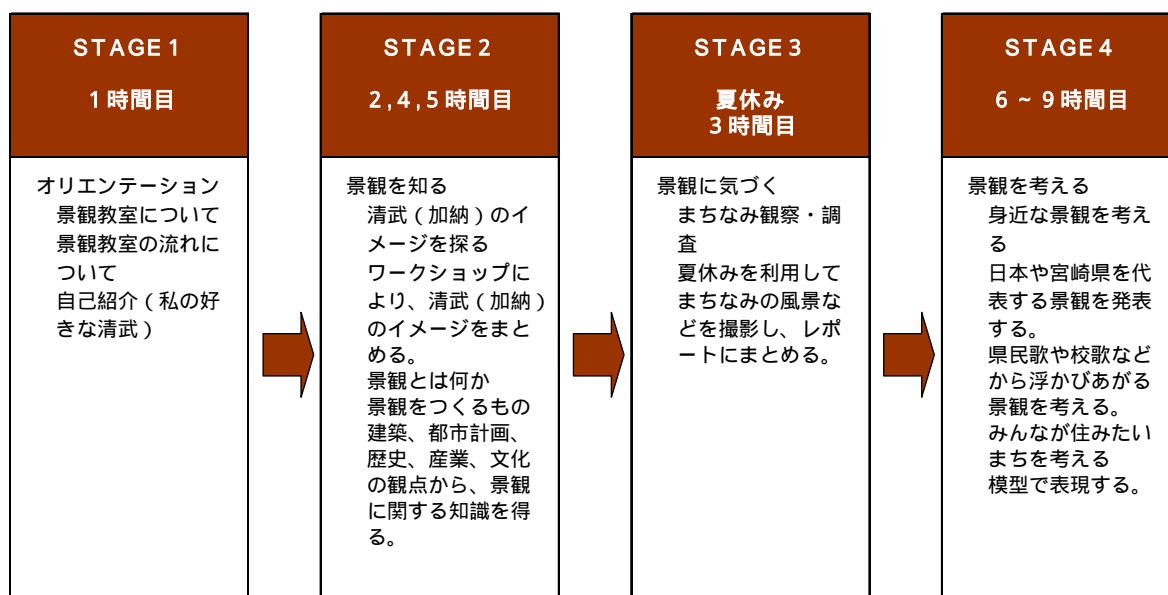 STAGE1
1時間目
オリエンテーション
景観教室について
景観教室の流れに
ついて
自己紹介(私の好
きな清武)
STAGE2
2,4,5時間目
景観を知る
清武(加納)のイ
メージを探る
ワークショップに
より、清武(加納)
のイメージをまと
める。
景観とは何か
景観をつくるもの
建築、都市計画、
歴史、産業、文化
の観点から、景観
に関する知識を得
る。
STAGE3
夏休み
3時間目
景観に気づく
まちなみ観察・調
査
夏休みを利用して
まちなみの風景な
どを撮影し、レポ
ートにまとめる。
STAGE4
6~9時間目
景観を考える
身近な景観を考え
る
日本や宮崎県を代
表する景観を発表
する。
県民歌や校歌など
から浮かびあがる
景観を考える。
みんなが住みたい
まちを考える
模型で表現する。